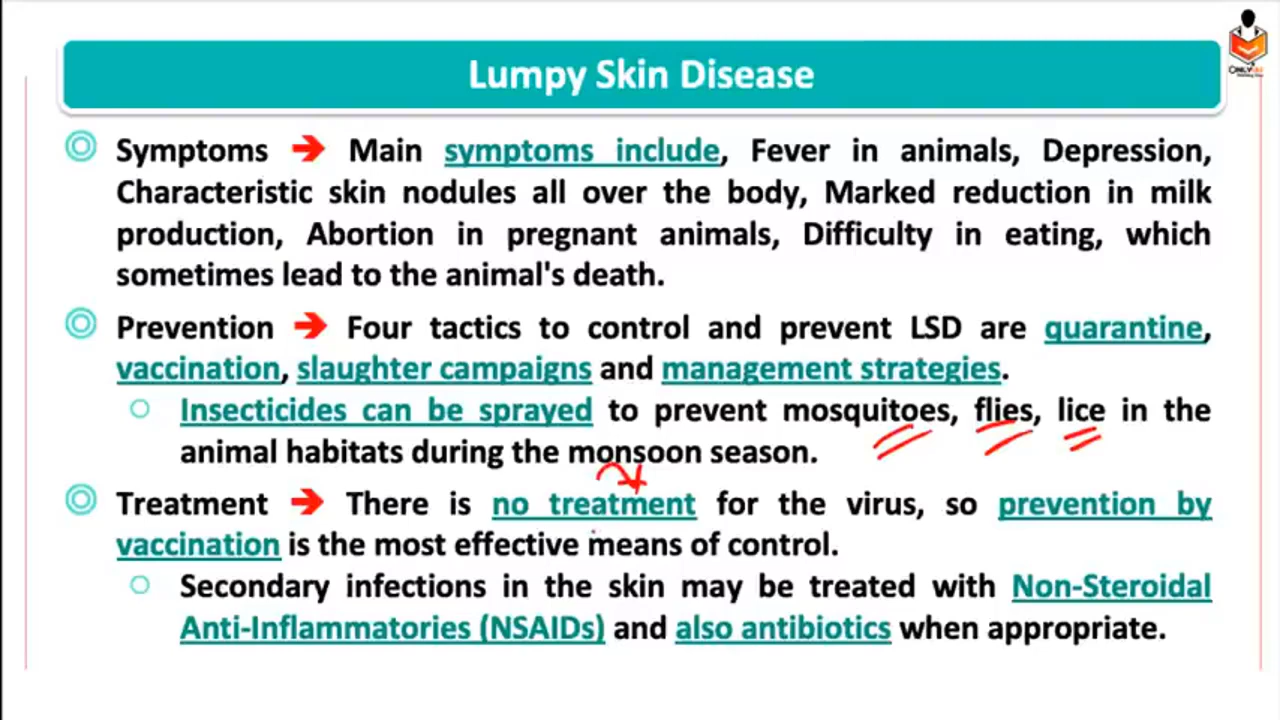 Lumpy Skin Disease
Symptoms ➔ Main symptoms include, Fever in animals, Depression,
Characteristic skin nodules all over the body, Marked reduction in milk
production, Abortion in pregnant animals, Difficulty in eating, which
sometimes lead to the animal's death.
Prevention ➔ Four tactics to control and prevent LSD are quarantine,
vaccination, slaughter campaigns and management strategies.
Insecticides can be sprayed to prevent mosquitoes, flies, lice in the
animal habitats during the monsoon season.
Treatment ➔ There is no treatment for the virus, so prevention by
vaccination is the most effective means of control.
Secondary infections in the skin may be treated with Non-Steroidal
Anti-Inflammatories (NSAIDs) and also antibiotics when appropriate.